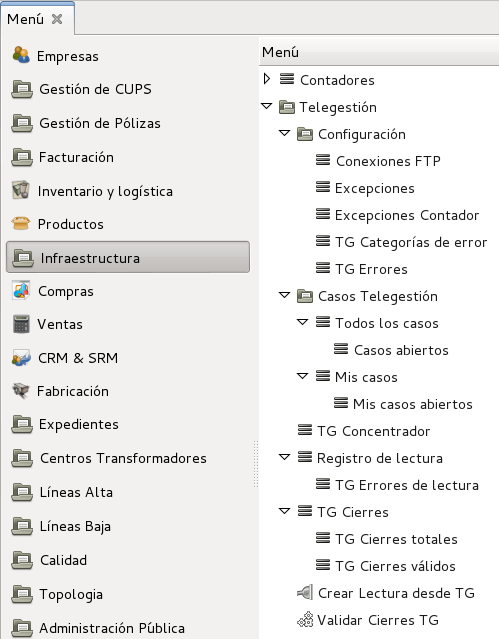 Menú
Empresas
Gestión de CUPS
Gestión de Pólizas
Facturación
Inventario y logística
Productos
Infraestructura
Compras
Ventas
CRM & SRM
Fabricación
Expedientes
Centros Transformadores
Líneas Alta
Líneas Baja
Calidad
Topologia
Administración Pública
Menú
Contadores
Telegestión
Configuración
Conexiones FTP
Excepciones
Excepciones Contador
TG Categorías de error
TG Errores
Casos Telegestión
Todos los casos
Casos abiertos
Mis casos
Mis casos abiertos
TG Concentrador
Registro de lectura
TG Errores de lectura
TG Cierres
TG Cierres totales
TG Cierres válidos
Crear Lectura desde TG
Validar Cierres TG